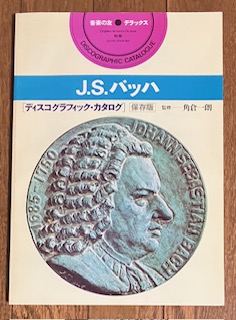 音楽の友●デラックス
DISCOGRAPHIC CATALOGUE
J.S.バッハ
[ディスコグラフィック・カタログ] 保存版 監修―角倉一朗
1685-1750
JOHANN SEBASTIAN BACH